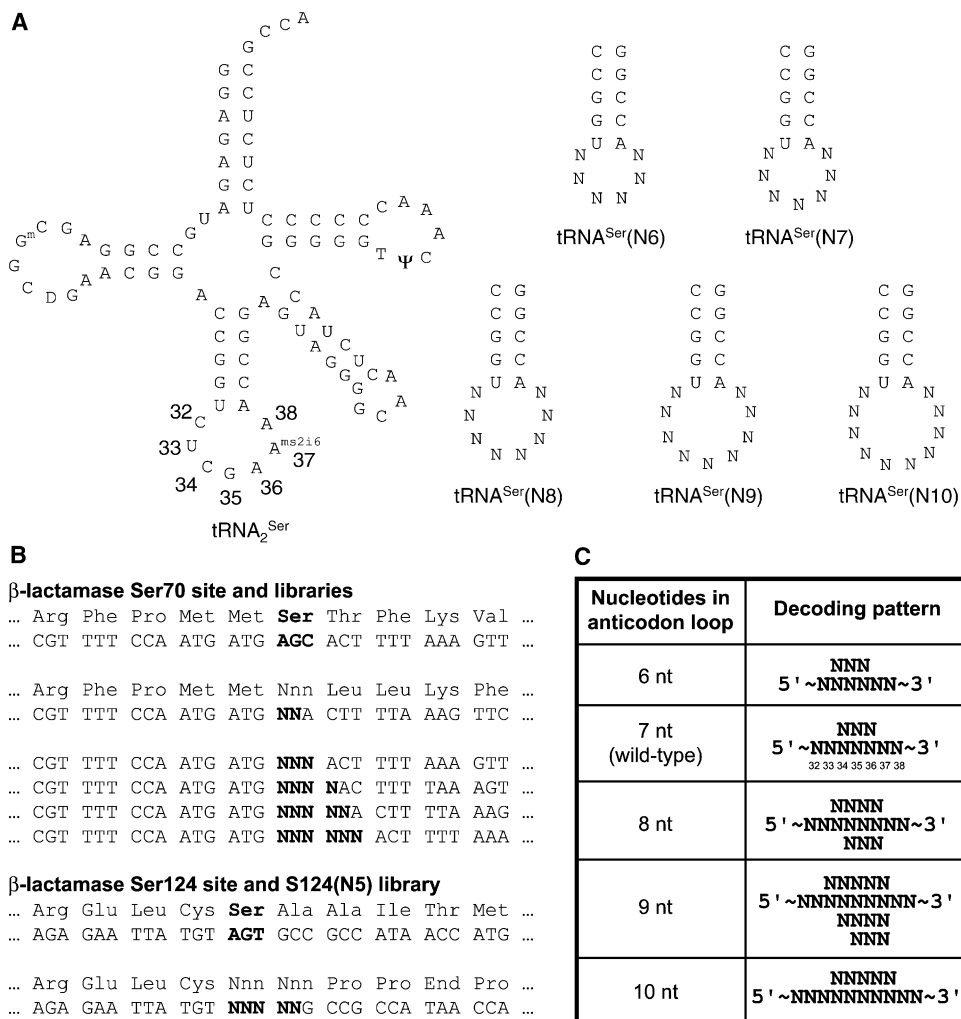 A
G C C A
G C
G C
A U
G C
A U
G C
A U
U C C C C C C A A A C
G G G G G T Ψ
Gm C G A G G C C G
G G C D G A A C G G
A G A C C
C G
C G
G C
G C
U A
G U A G G G G C
A U C U C A A
32 C A 38
33 U Ams2i6 37
34 C G A 36
35
tRNA2Ser
C G
C G
G C
G C
U A
N N
N N
N N
tRNASer(N6)
C G
C G
G C
G C
U A
N N
N N
N N N
tRNASer(N7)
C G
C G
G C
G C
U A
N N
N N
N N
N N
tRNASer(N8)
C G
C G
G C
G C
U A
N N
N N
N N
N N N
tRNASer(N9)
C G
C G
G C
G C
U A
N N
N N
N N
N N
N N
tRNASer(N10)
B
β-lactamase Ser70 site and libraries
… Arg Phe Pro Met Met Ser Thr Phe Lys Val …
… CGT TTT CCA ATG ATG AGC ACT TTT AAA GTT …
… Arg Phe Pro Met Met Nnn Leu Leu Lys Phe …
… CGT TTT CCA ATG ATG NNA CTT TTA AAG TTC …
… CGT TTT CCA ATG ATG NNN ACT TTT AAA GTT …
… CGT TTT CCA ATG ATG NNN NAC TTT TAA AGT …
… CGT TTT CCA ATG ATG NNN NNA CTT TTA AAG …
… CGT TTT CCA ATG ATG NNN NNN ACT TTT AAA …
β-lactamase Ser124 site and S124(N5) library
… Arg Glu Leu Cys Ser Ala Ala Ile Thr Met …
… AGA GAA TTA TGT AGT GCC GCC ATA ACC ATG …
… Arg Glu Leu Cys Nnn Nnn Pro Pro End Pro …
… AGA GAA TTA TGT NNN NNG CCG CCA TAA CCA …
C
Nucleotides in anticodon loop
Decoding pattern
6 nt
NNN
5'~NNNNNN~3'
7 nt
(wild-type)
NNN
5'~NNNNNNN~3'
32 33 34 35 36 37 38
8 nt
NNNN
5'~NNNNNNNN~3'
NNN
9 nt
NNNNN
5'~NNNNNNNNN~3'
NNNN
NNN
10 nt
NNNNN
5'~NNNNNNNNNN~3'